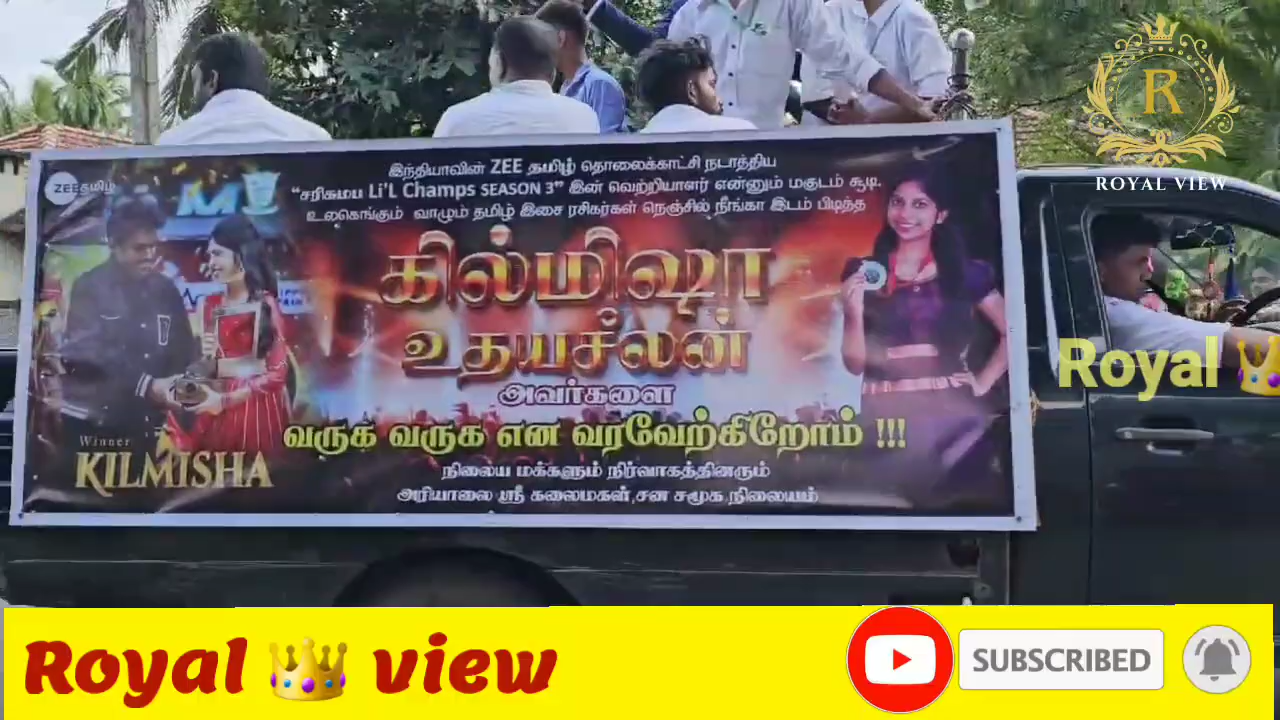 R
ROYAL VIEW
ZEE தமிழ்
இந்தியாவின் ZEE தமிழ் தொலைக்காட்சி நடாத்திய
“சரிகமப Li'L Champs SEASON 3” இன் வெற்றியாளர் என்னும் மகுடம் சூடி,
உலகெங்கும் வாழும் தமிழ் இசை ரசிகர்கள் நெஞ்சில் நீங்கா இடம் பிடித்த
கில்மிஷா
உதயசீலன்
அவர்களை
வருக வருக என வரவேற்கிறோம் !!!
நிலைய மக்களும் நிர்வாகத்தினரும்
அரியாலை ஸ்ரீ கலைமகள் சன சமூக நிலையம்
Winner
KILMISHA
Royal
Royal view
SUBSCRIBED